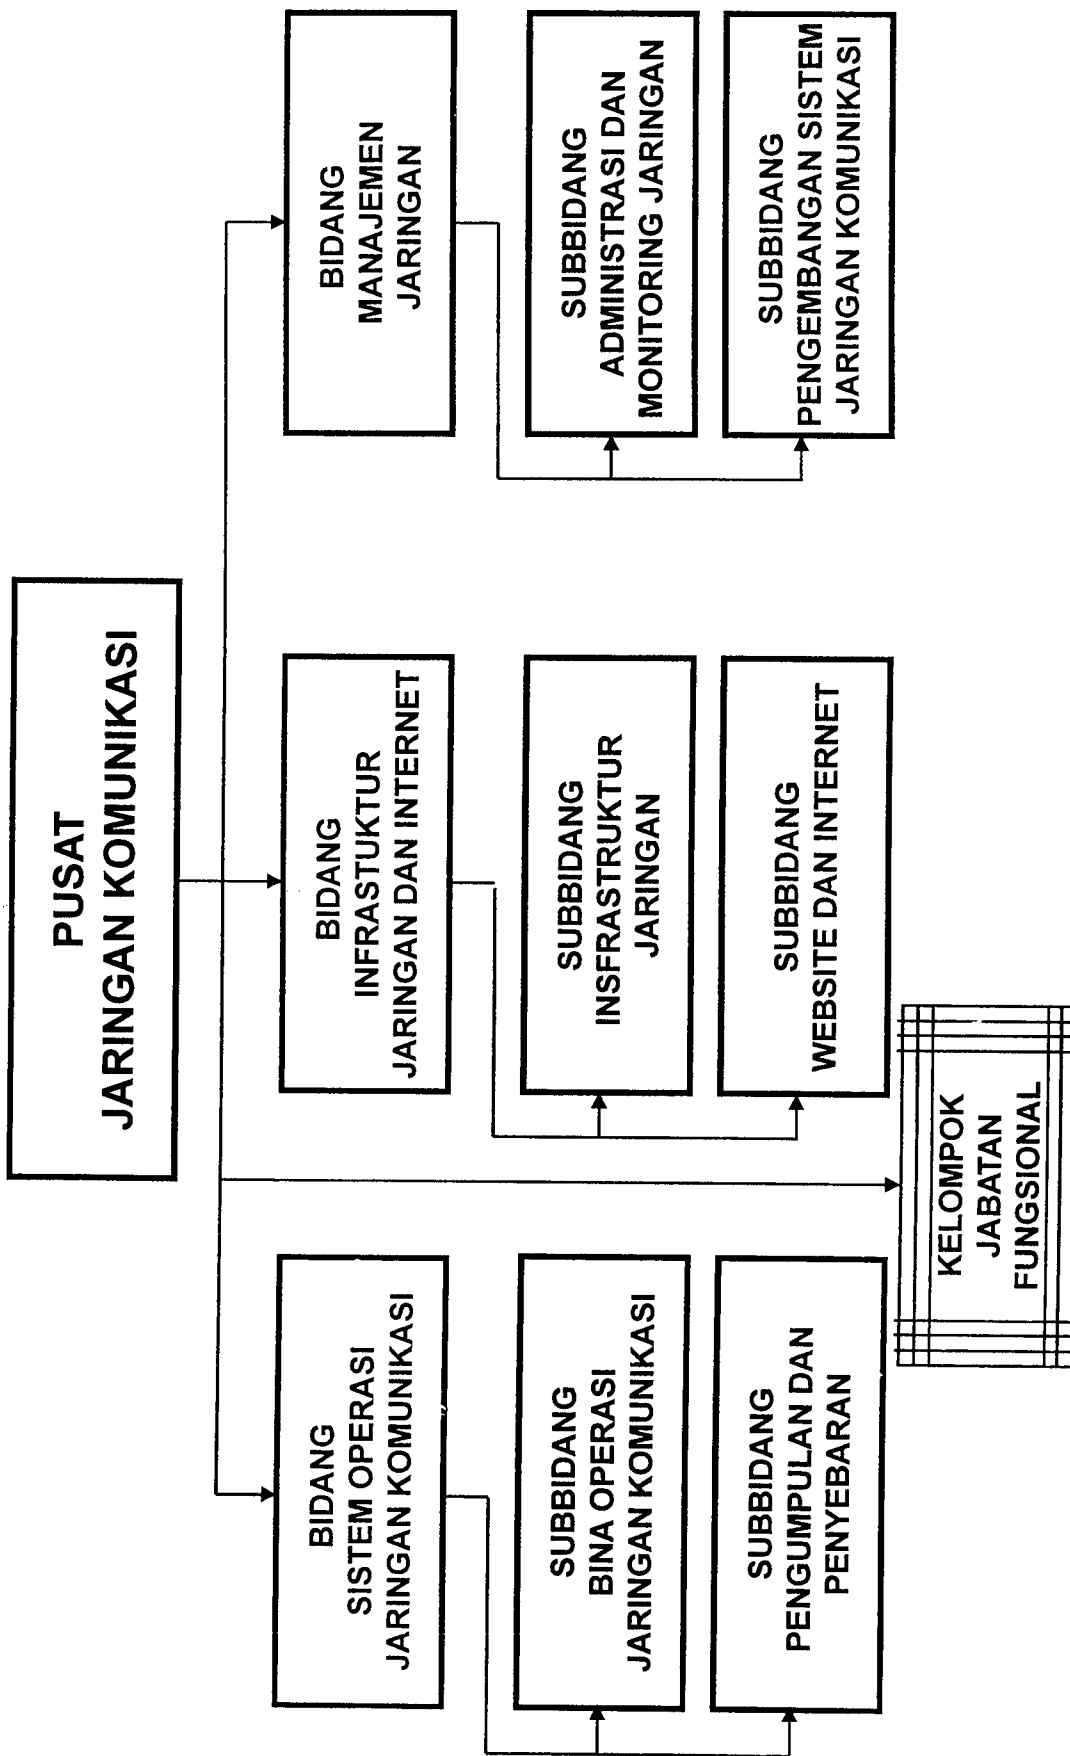 PUSAT
JARINGAN KOMUNIKASI
BIDANG
SISTEM OPERASI
JARINGAN KOMUNIKASI
BIDANG
INFRASTUKTUR
JARINGAN DAN INTERNET
BIDANG
MANAJEMEN
JARINGAN
SUBBIDANG
BINA OPERASI
JARINGAN KOMUNIKASI
SUBBIDANG
INSFRASTRUKTUR
JARINGAN
SUBBIDANG
ADMINISTRASI DAN
MONITORING JARINGAN
SUBBIDANG
PENGUMPULAN DAN
PENYEBARAN
SUBBIDANG
WEBSITE DAN INTERNET
SUBBIDANG
PENGEMBANGAN SISTEM
JARINGAN KOMUNIKASI
KELOMPOK
JABATAN
FUNGSIONAL